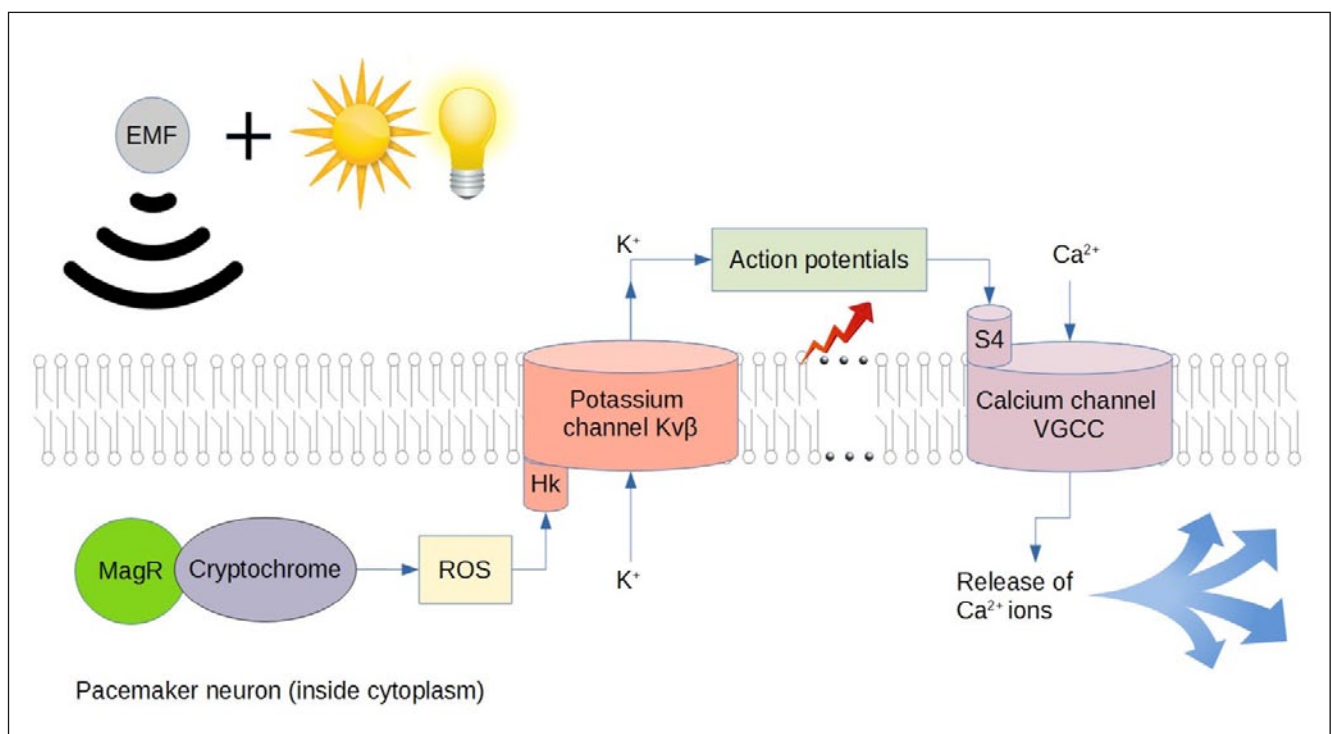 EMF
K⁺
Action potentials
Ca²⁺
S4
Potassium
channel Kvβ
Calcium channel
VGCC
Hk
MagR
Cryptochrome
ROS
K⁺
Release of
Ca²⁺ ions
Pacemaker neuron (inside cytoplasm)